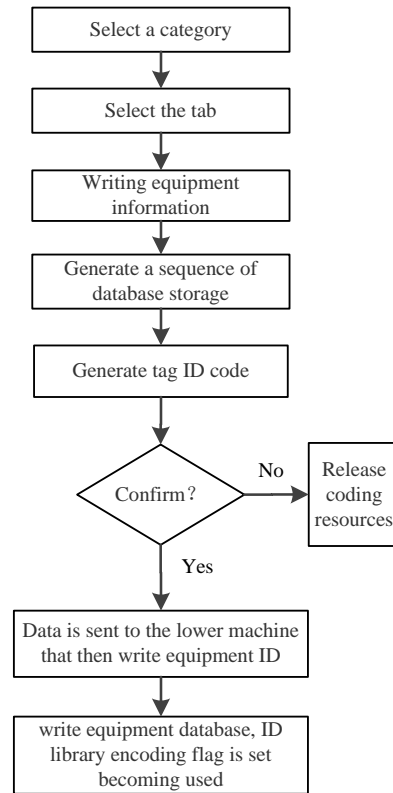 Select a category
Select the tab
Writing equipment
information
Generate a sequence of
database storage
Generate tag ID code
Confirm？
No
Release
coding
resources
Yes
Data is sent to the lower machine
that then write equipment ID
write equipment database, ID
library encoding flag is set
becoming used